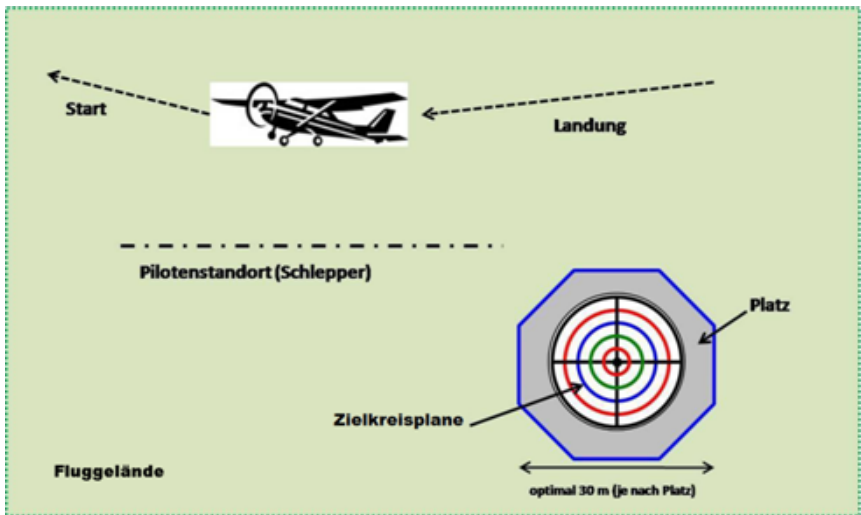 Start
Landung
Pilotenstandort (Schlepper)
Platz
Zielkreisplane
Fluggelände
optimal 30 m (je nach Platz)